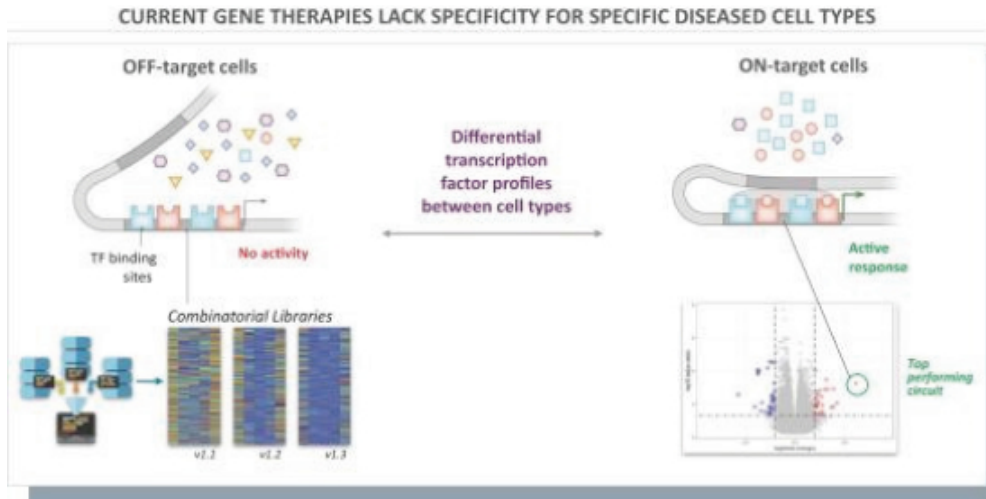 CURRENT GENE THERAPIES LACK SPECIFICITY FOR SPECIFIC DISEASED CELL TYPES
OFF-target cells
ON-target cells
Differential
transcription
factor profiles
between cell types
TF binding
sites
No activity
Active
response
Combinatorial Libraries
v1.1
v1.2
v1.3
Top
performing
circuit